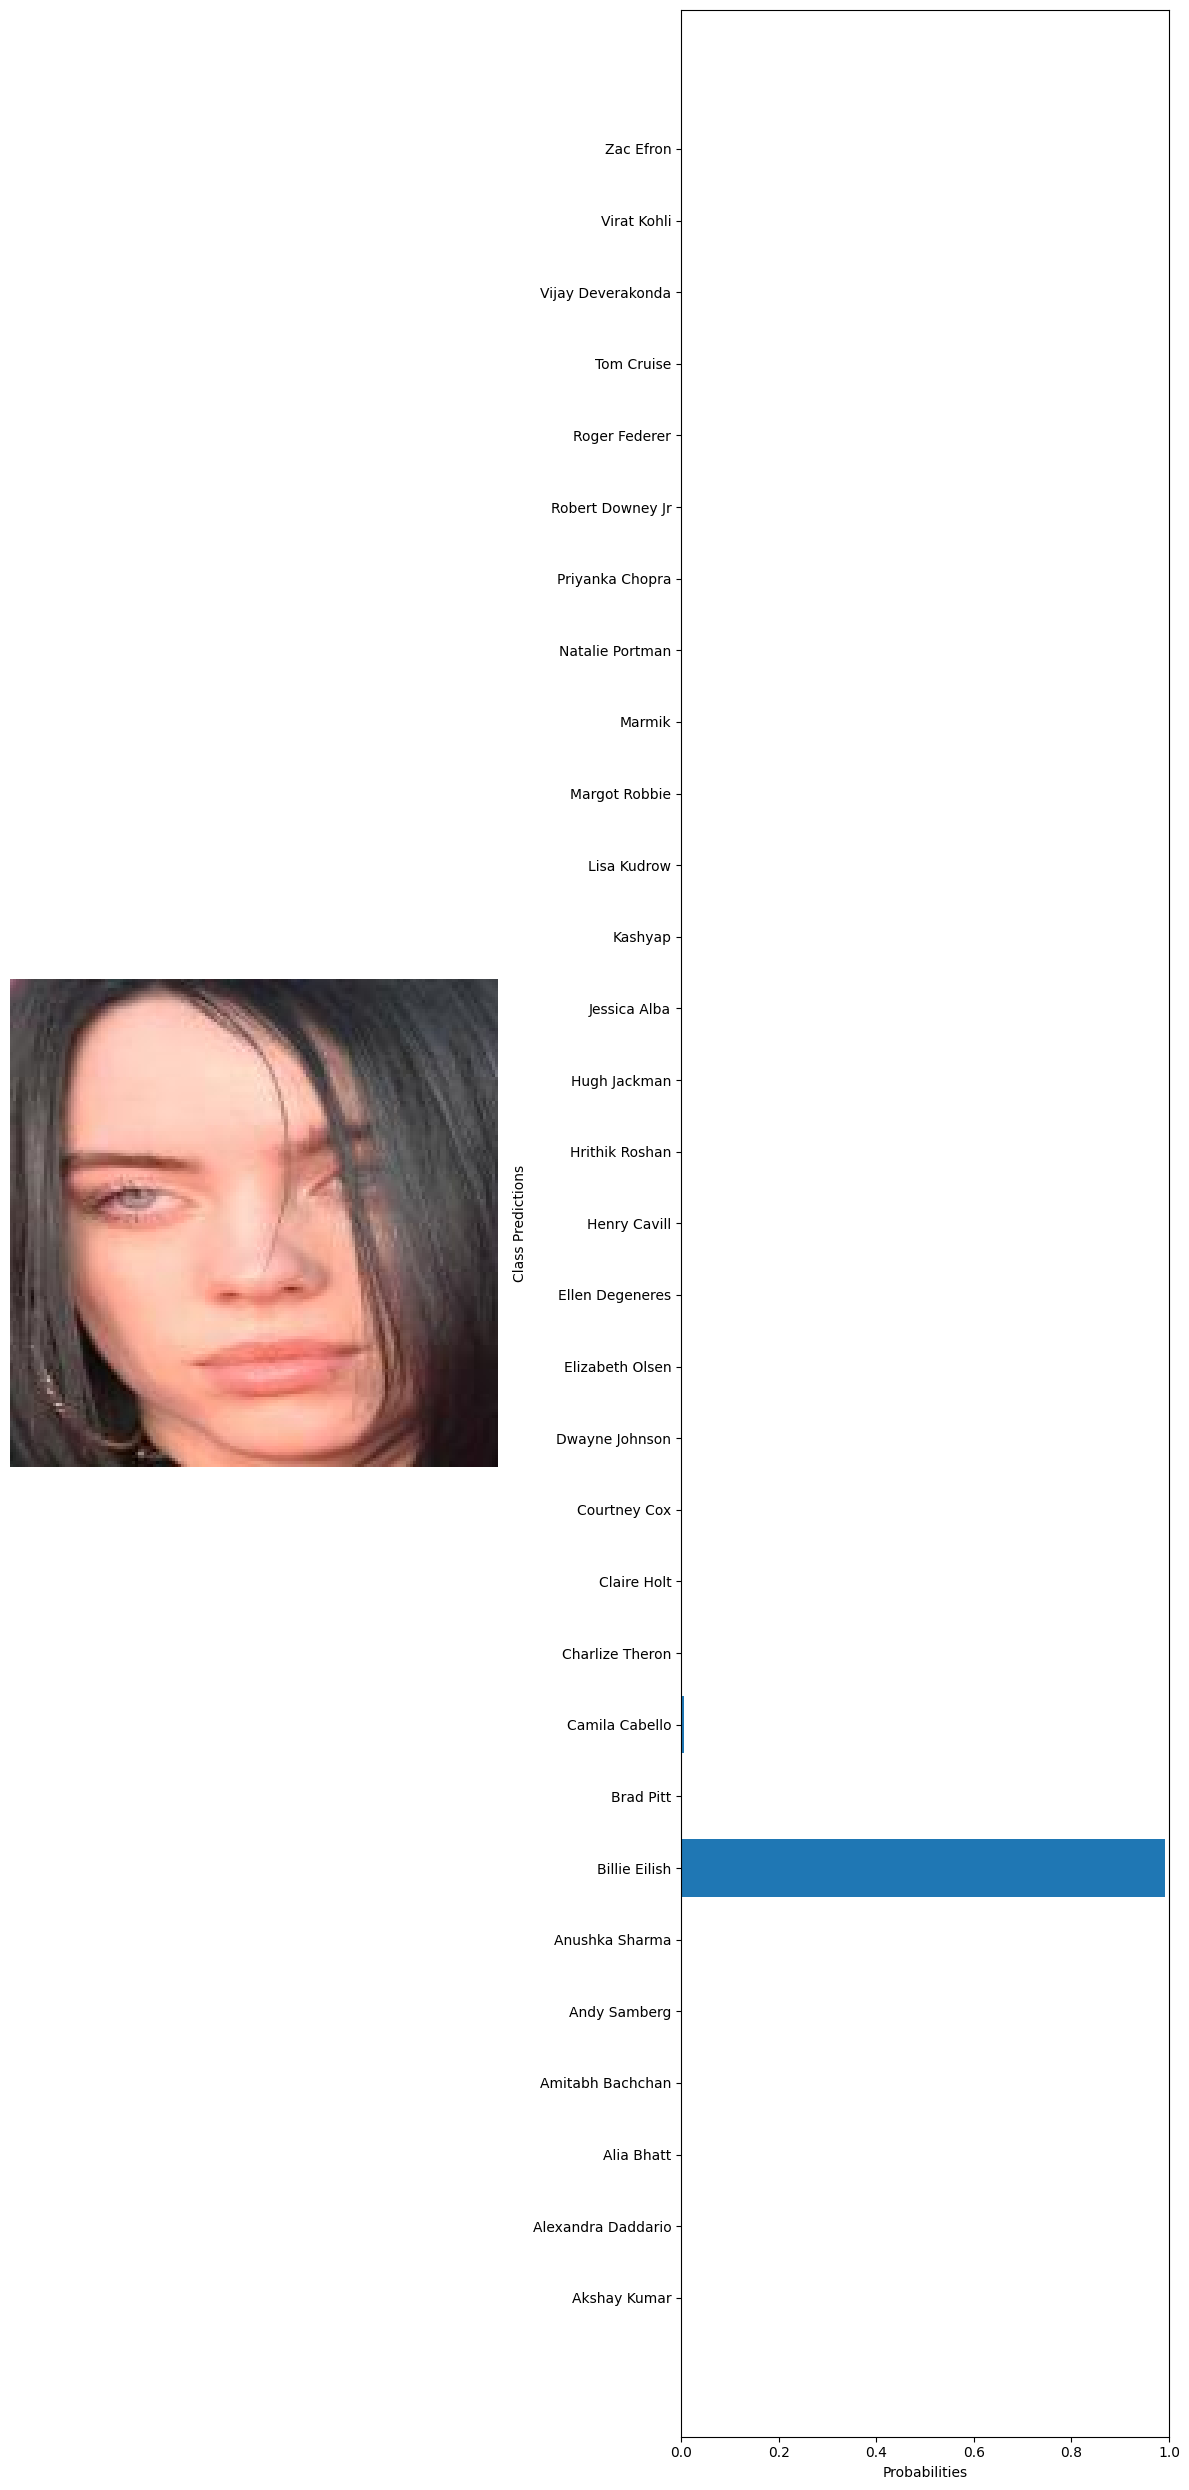 Zac Efron
Virat Kohli
Vijay Deverakonda
Tom Cruise
Roger Federer
Robert Downey Jr
Priyanka Chopra
Natalie Portman
Marmik
Margot Robbie
Lisa Kudrow
Kashyap
Jessica Alba
Hugh Jackman
Hrithik Roshan
Henry Cavill
Ellen Degeneres
Elizabeth Olsen
Dwayne Johnson
Courtney Cox
Claire Holt
Charlize Theron
Camila Cabello
Brad Pitt
Billie Eilish
Anushka Sharma
Andy Samberg
Amitabh Bachchan
Alia Bhatt
Alexandra Daddario
Akshay Kumar
Class Predictions
0.0 0.2 0.4 0.6 0.8 1.0
Probabilities